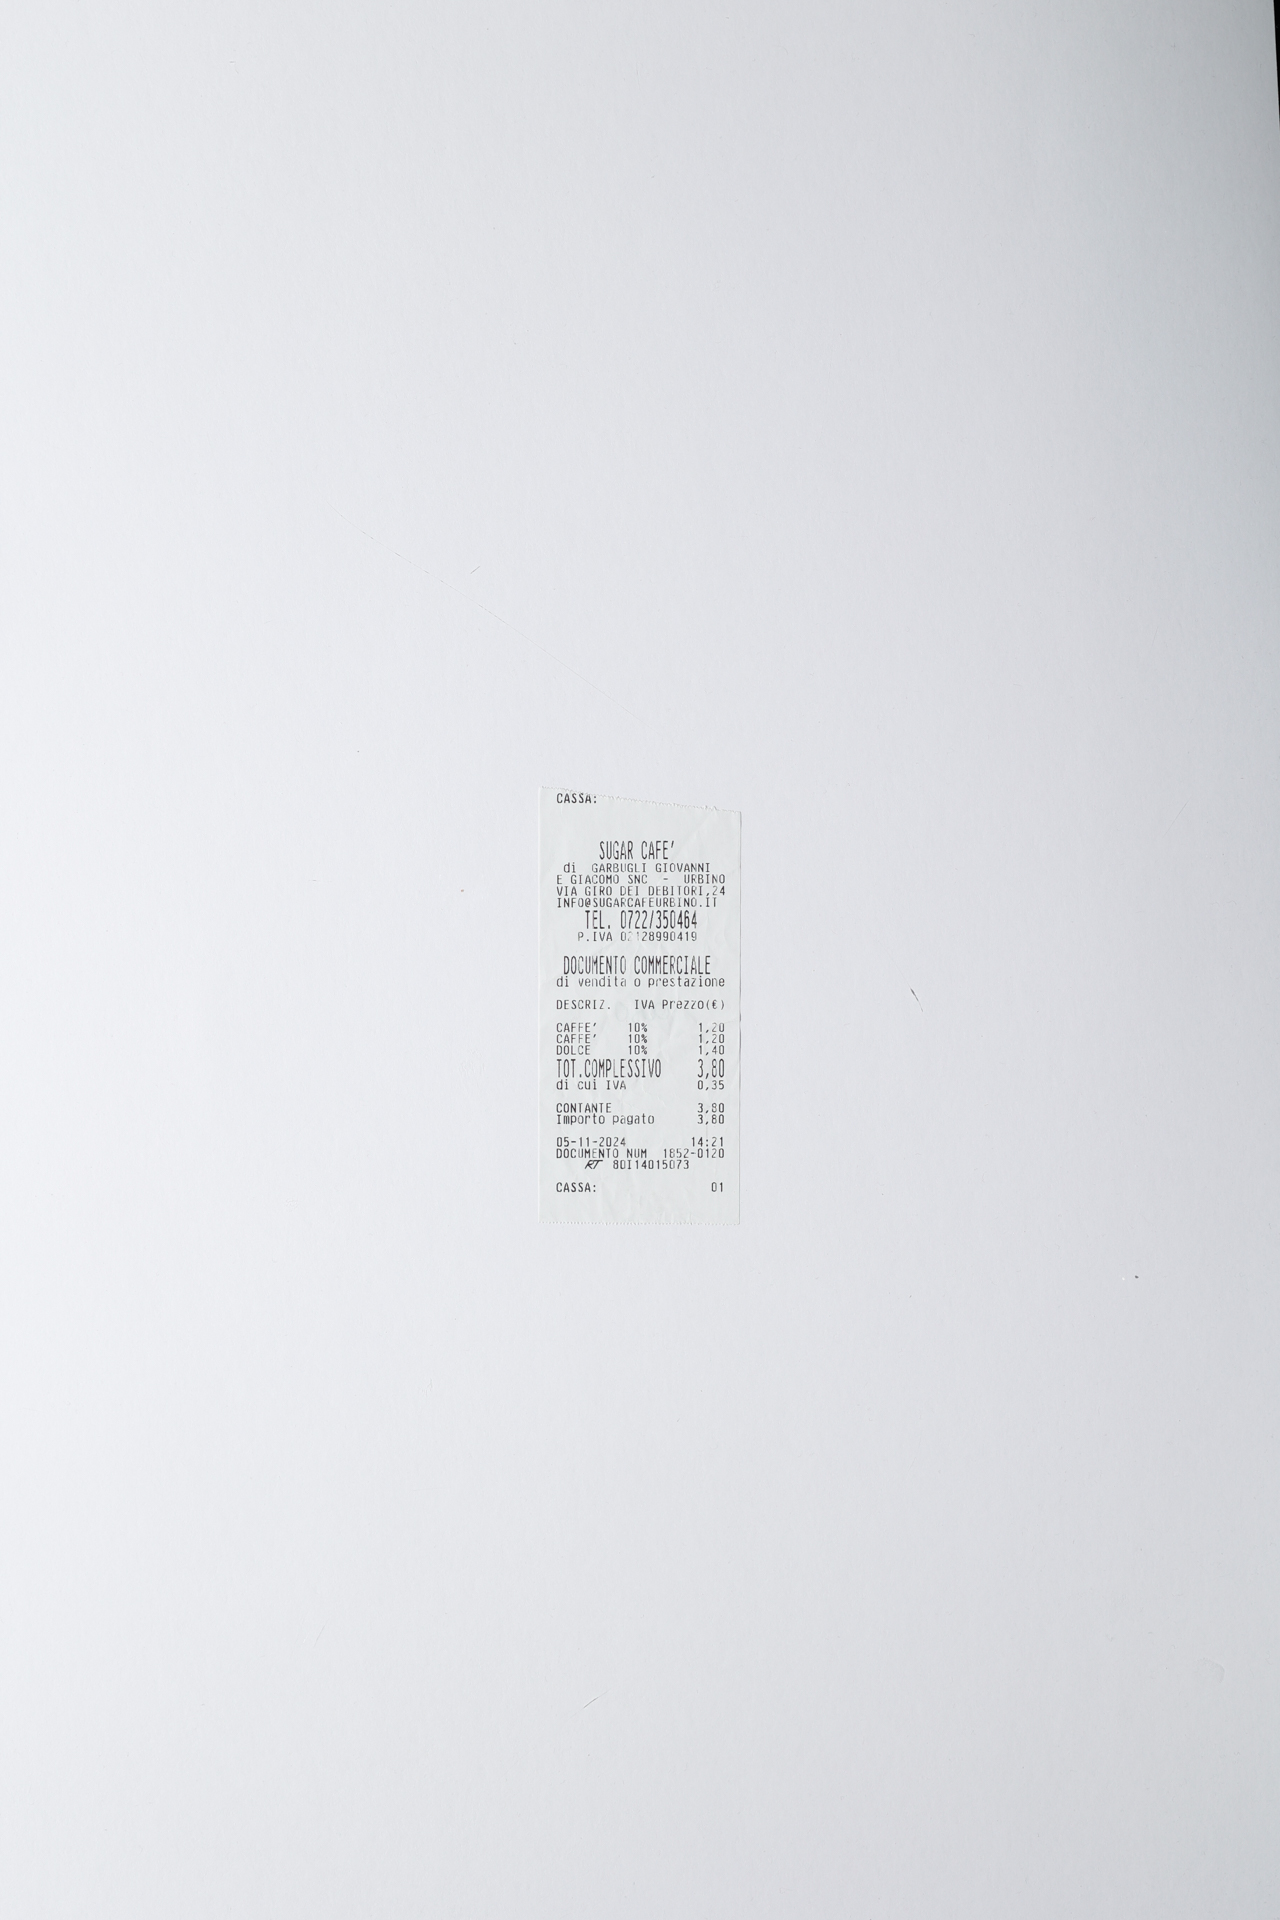 CASSA:
SUGAR CAFE'
di GARBUGLI GIOVANNI
E GIACOMO SNC - URBINO
VIA GIRO DEI DEBITORI,24
INFO@SUGARCAFEURBINO.IT
TEL. 0722/350464
P.IVA
DOCUMENTO COMMERCIALE
di vendita o prestazione
DESCRIZ. IVA Prezzo(€)
CAFFE' 10% 1,20
CAFFE' 10% 1,20
DOLCE 10% 1,40
TOT.COMPLESSIVO 3,80
di cui IVA 0,35
CONTANTE 3,80
Importo pagato 3,80
05-11-2024 14:21
DOCUMENTO NUM 1852-0120
RT 80I14015073
CASSA: 01